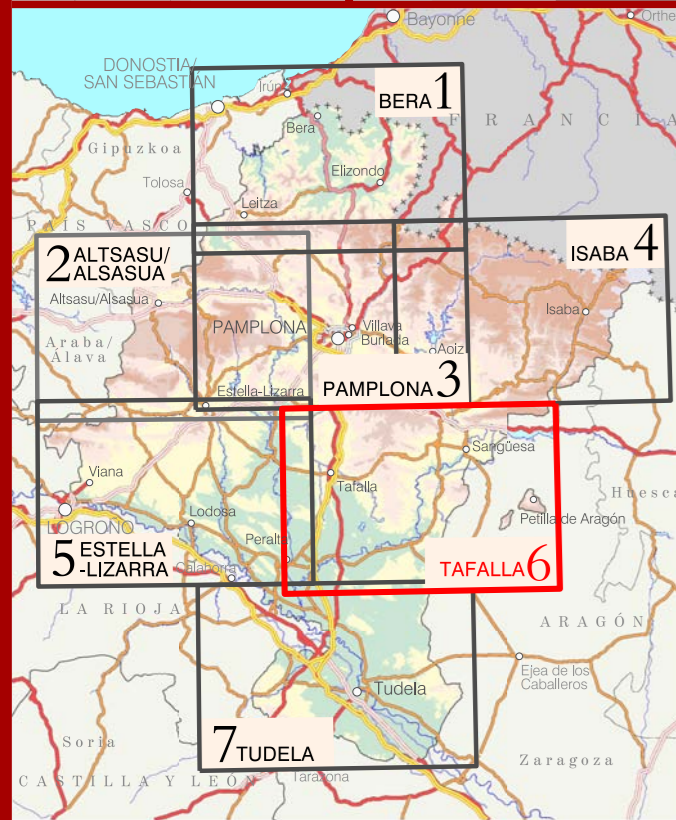 Bayonne
Orthe
DONOSTIA/
SAN SEBASTIÁN
Irún
BERA 1
Bera
FRANCIA
Gipuzkoa
Elizondo
Tolosa
Leitza
PAÍS VASCO
2 ALTSASU/
ALSASUA
ISABA 4
Altsasu/Alsasua
Isaba
PAMPLONA
Villava
Burlada
Araba/
Álava
Aoiz
Estella-Lizarra
PAMPLONA 3
Sangüesa
Viana
Tafalla
Huesca
Lodosa
Petilla de Aragón
LOGROÑO
Peralta
5 ESTELLA
-LIZARRA
Calahorra
TAFALLA 6
LA RIOJA
ARAGÓN
Ejea de los
Caballeros
Tudela
Soria
7 TUDELA
Zaragoza
CASTILLA Y LEÓN
Tarazona